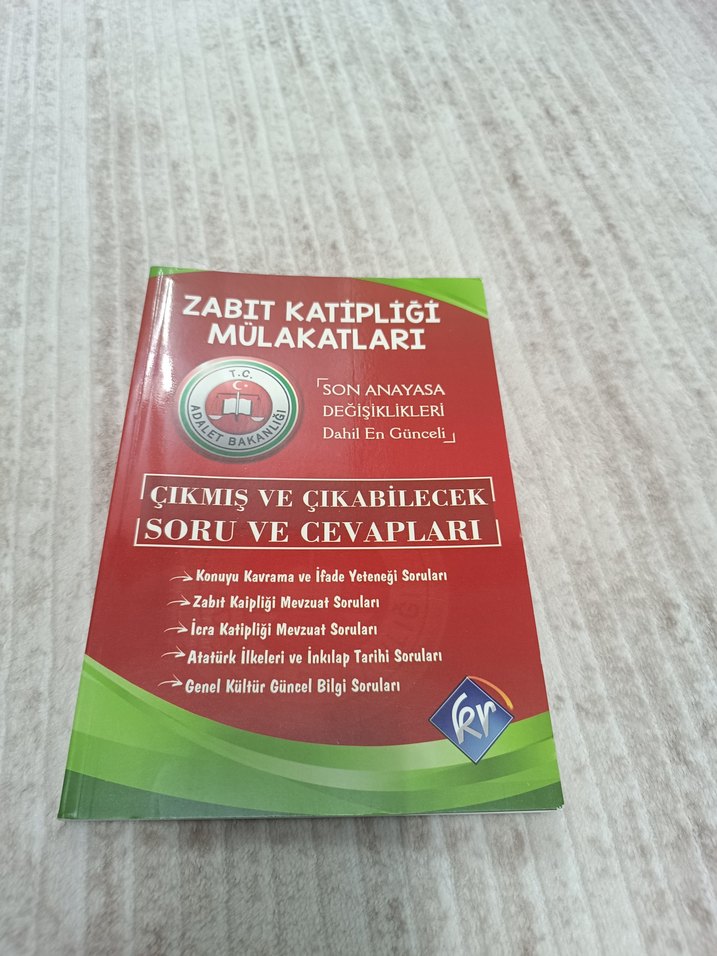 ZABIT KATİPLİĞİ
MÜLAKATLARI
T.C.
ADALET BAKANLIĞI
SON ANAYASA
DEĞİŞİKLİKLERİ
Dahil En Günceli
ÇIKMIŞ VE ÇIKABİLECEK
SORU VE CEVAPLARI
Konuyu Kavrama ve İfade Yeteneği Soruları
Zabıt Kaipliği Mevzuat Soruları
İcra Katipliği Mevzuat Soruları
Atatürk İlkeleri ve İnkılap Tarihi Soruları
Genel Kültür Güncel Bilgi Soruları
kr